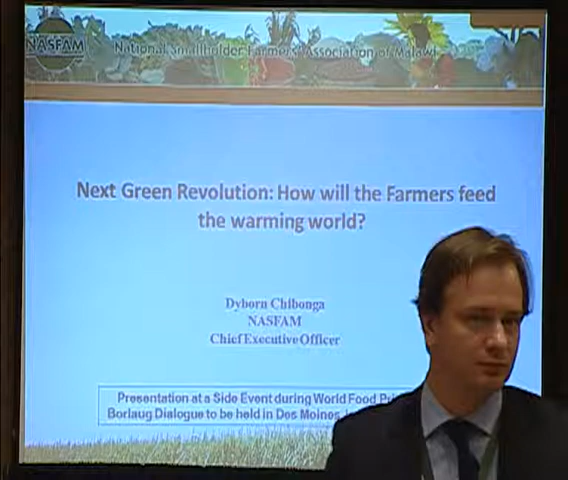 NASFAM
National Smallholder Farmers' Association of Malawi
Next Green Revolution: How will the Farmers feed
the warming world?
Dyborn Chibonga
NASFAM
Chief Executive Officer
Presentation at a Side Event during World Food
Borlaug Dialogue to be held in Des Moines,